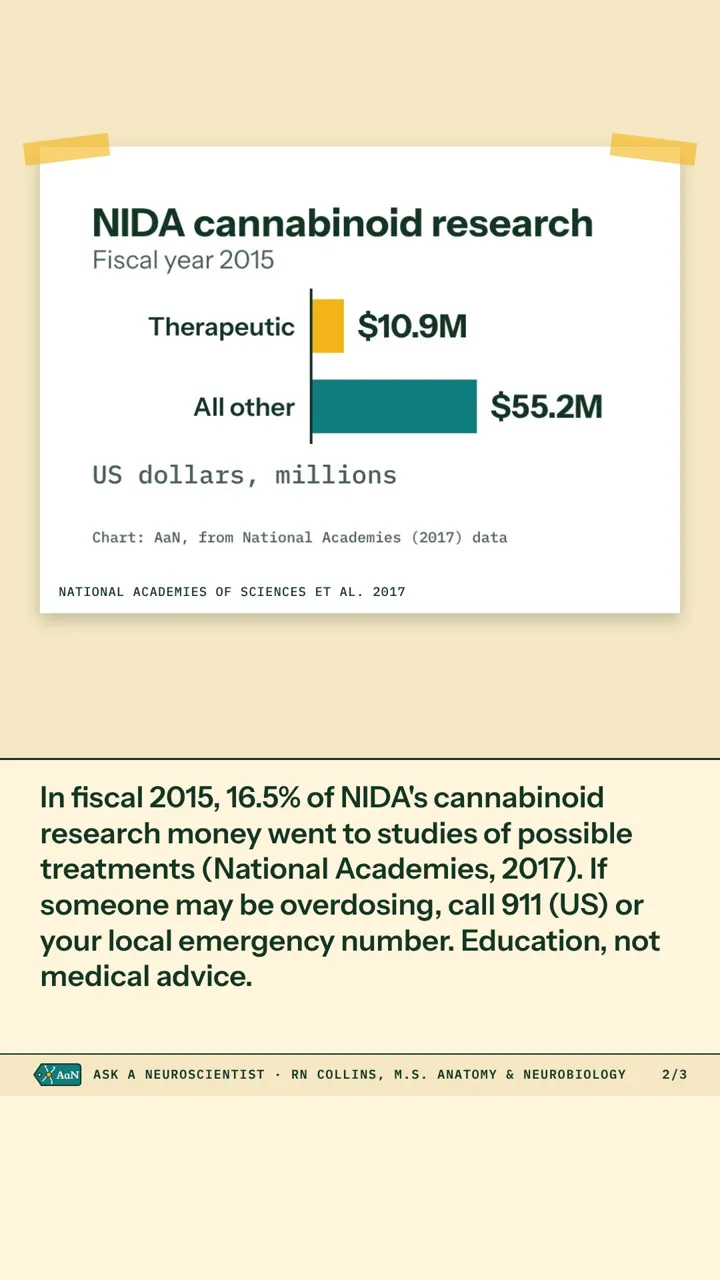 NIDA cannabinoid research
Fiscal year 2015
Therapeutic $10.9M
All other $55.2M
US dollars, millions
Chart: AaN, from National Academies (2017) data
NATIONAL ACADEMIES OF SCIENCES ET AL. 2017
In fiscal 2015, 16.5% of NIDA's cannabinoid
research money went to studies of possible
treatments (National Academies, 2017). If
someone may be overdosing, call 911 (US) or
your local emergency number. Education, not
medical advice.
AaN ASK A NEUROSCIENTIST · RN COLLINS, M.S. ANATOMY & NEUROBIOLOGY 2/3